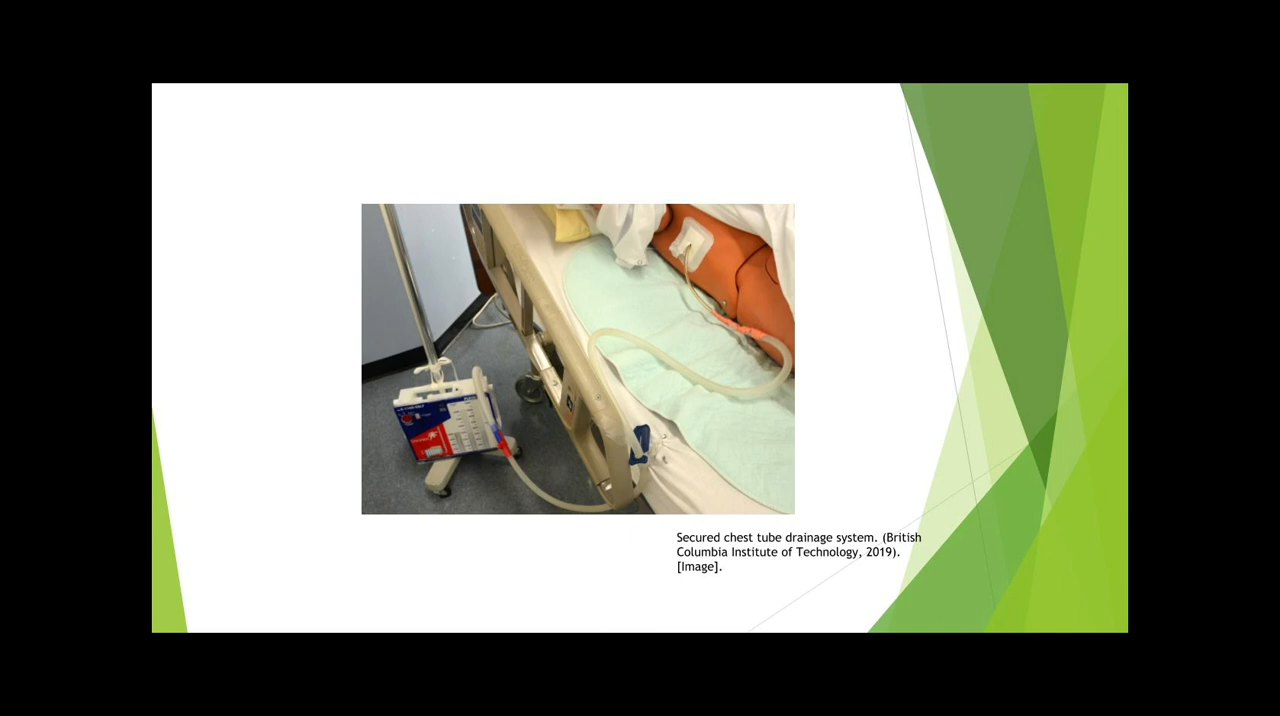 Secured chest tube drainage system. (British
Columbia Institute of Technology, 2019).
[Image].